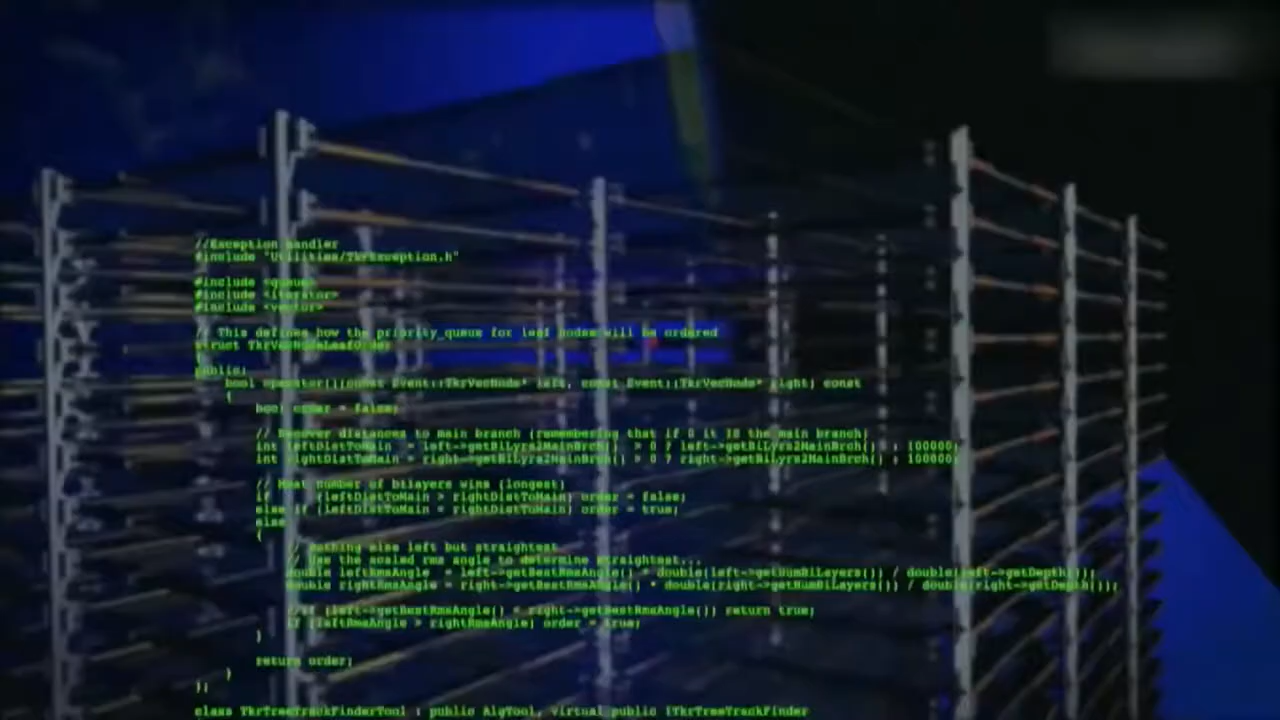 //Exception handler
#include "Utilities/TkrException.h"
#include <queue>
#include <iterator>
#include <vector>
// This defines how the priority_queue for leaf nodes will be ordered
struct TkrVecNodeLeafOrder
{
public:
bool operator()(const Event::TkrVecNode* left, const Event::TkrVecNode* right) const
{
bool order = false;
// Recover distances to main branch (remembering that if 0 it IS the main branch)
int leftDistToMain = left->getBiLyrs2MainBrch() > 0 ? left->getBiLyrs2MainBrch() : 100000;
int rightDistToMain = right->getBiLyrs2MainBrch() > 0 ? right->getBiLyrs2MainBrch() : 100000;
// Most number of bilayers wins (longest)
if (leftDistToMain > rightDistToMain) order = false;
else if (leftDistToMain < rightDistToMain) order = true;
else
{
// Nothing else left but straightest
// Use the scaled rms angle to determine straightest...
double leftRmsAngle = left->getBestRmsAngle() * double(left->getNumBiLayers()) / double(left->getDepth());
double rightRmsAngle = right->getBestRmsAngle() * double(right->getNumBiLayers()) / double(right->getDepth());
//if (left->getBestRmsAngle() < right->getBestRmsAngle()) return true;
if (leftRmsAngle > rightRmsAngle) order = true;
}
return order;
}
};
class TkrTreeTrackFinderTool : public AlgTool, virtual public ITkrTreeTrackFinder